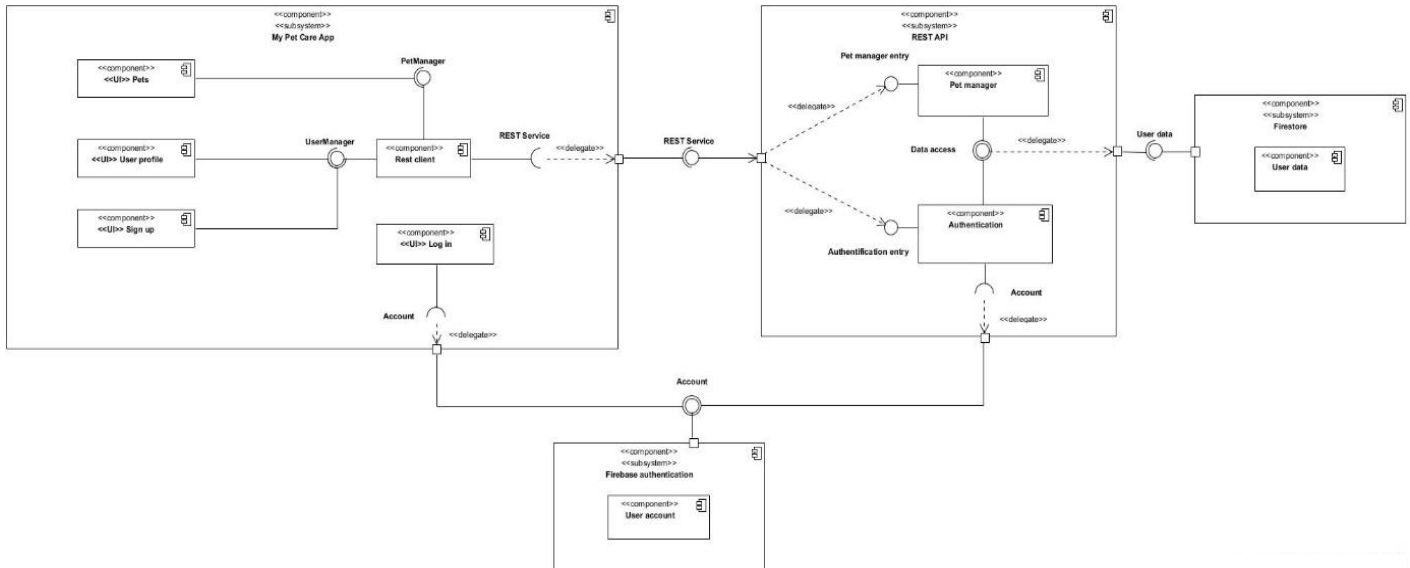 <<component>>
<<subsystem>>
My Pet Care App
<<component>>
<<UI>> Pets
PetManager
<<component>>
<<UI>> User profile
UserManager
<<component>>
Rest client
REST Service
<<delegate>>
<<component>>
<<UI>> Sign up
<<component>>
<<UI>> Log in
Account
<<delegate>>
REST Service
<<component>>
<<subsystem>>
REST API
Pet manager entry
<<component>>
Pet manager
<<delegate>>
Data access
<<delegate>>
<<delegate>>
<<component>>
Authentication
Authentification entry
Account
<<delegate>>
User data
<<component>>
<<subsystem>>
Firestore
<<component>>
User data
Account
<<component>>
<<subsystem>>
Firebase authentication
<<component>>
User account